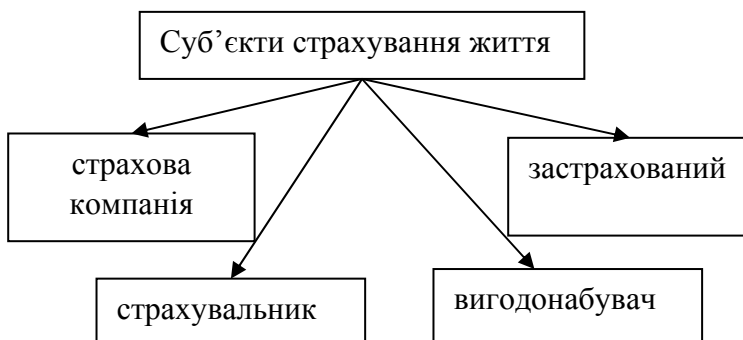 Суб’єкти страхування життя
страхова
компанія
застрахований
страхувальник
вигодонабувач